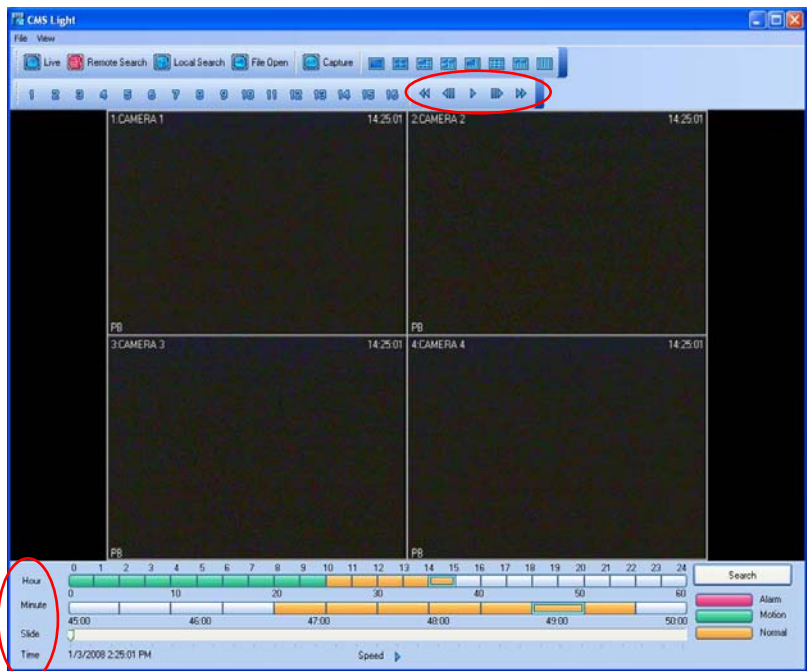 CMS Light
File View
Live Remote Search Local Search File Open Capture
1 2 3 4 5 6 7 8 9 10 11 12 13 14 15 16
1.CAMERA 1 14:25:01 2.CAMERA 2 14:25:01
PB PB
3.CAMERA 3 14:25:01 4.CAMERA 4 14:25:01
PB PB
0 1 2 3 4 5 6 7 8 9 10 11 12 13 14 15 16 17 18 19 20 21 22 23 24 Search
Hour
0 10 20 30 40 50 60
Minute Alarm
45:00 46:00 47:00 48:00 49:00 50:00 Motion
Slide Normal
Time 1/3/2008 2:25:01 PM Speed